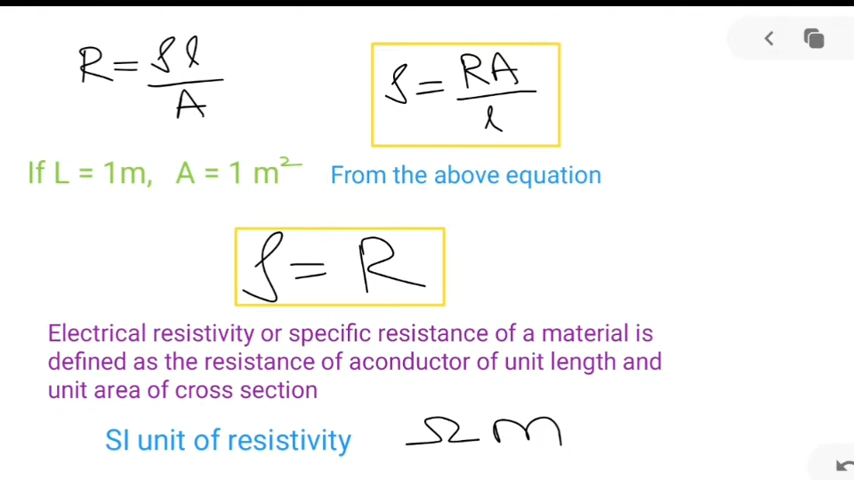 R = ρl/A
ρ = RA/l
If L = 1m, A = 1 m² From the above equation
ρ = R
Electrical resistivity or specific resistance of a material is
defined as the resistance of aconductor of unit length and
unit area of cross section
SI unit of resistivity Ω m